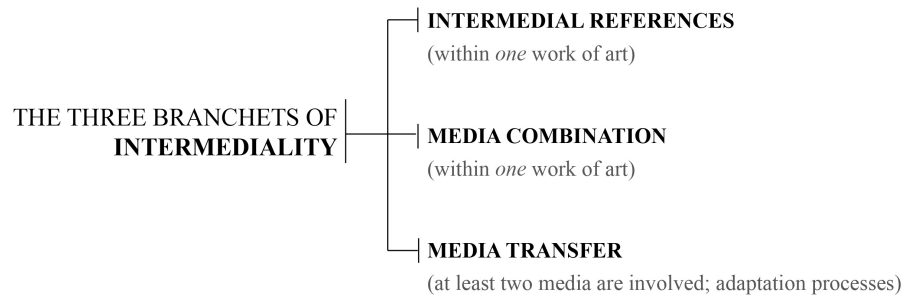 THE THREE BRANCHETS OF
INTERMEDIALITY
INTERMEDIAL REFERENCES
(within one work of art)
MEDIA COMBINATION
(within one work of art)
MEDIA TRANSFER
(at least two media are involved; adaptation processes)